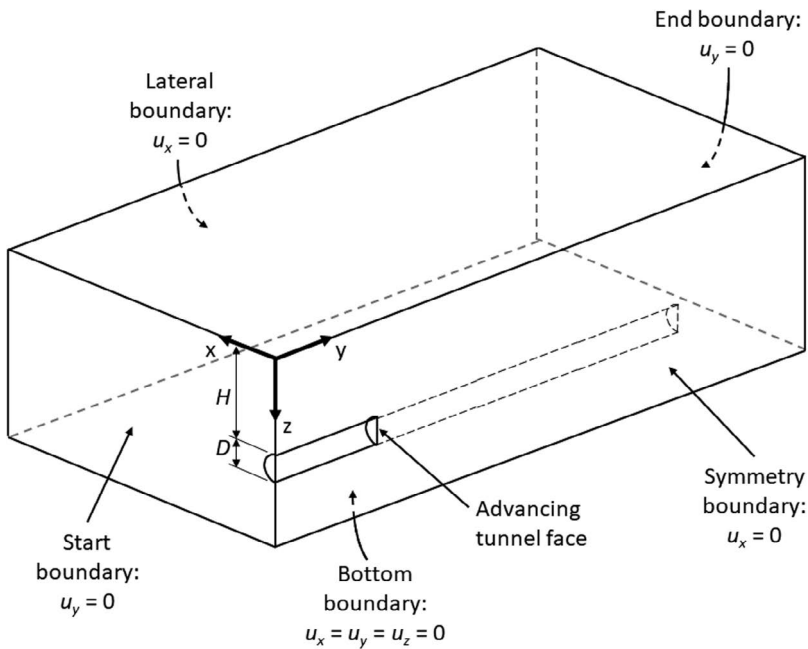 End boundary:
u_y = 0
Lateral
boundary:
u_x = 0
x
y
H
z
D
Advancing
tunnel face
Symmetry
boundary:
u_x = 0
Start
boundary:
u_y = 0
Bottom
boundary:
u_x = u_y = u_z = 0